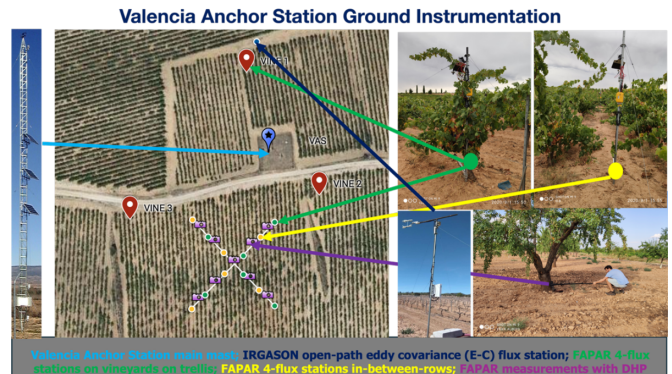 Valencia Anchor Station Ground Instrumentation
VINE 1
VAS
VINE 2
VINE 3
Valencia Anchor Station main mast; IRGASON open-path eddy covariance (E-C) flux station; FAPAR 4-flux
stations on vineyards on trellis; FAPAR 4-flux stations in-between-rows; FAPAR measurements with DHP